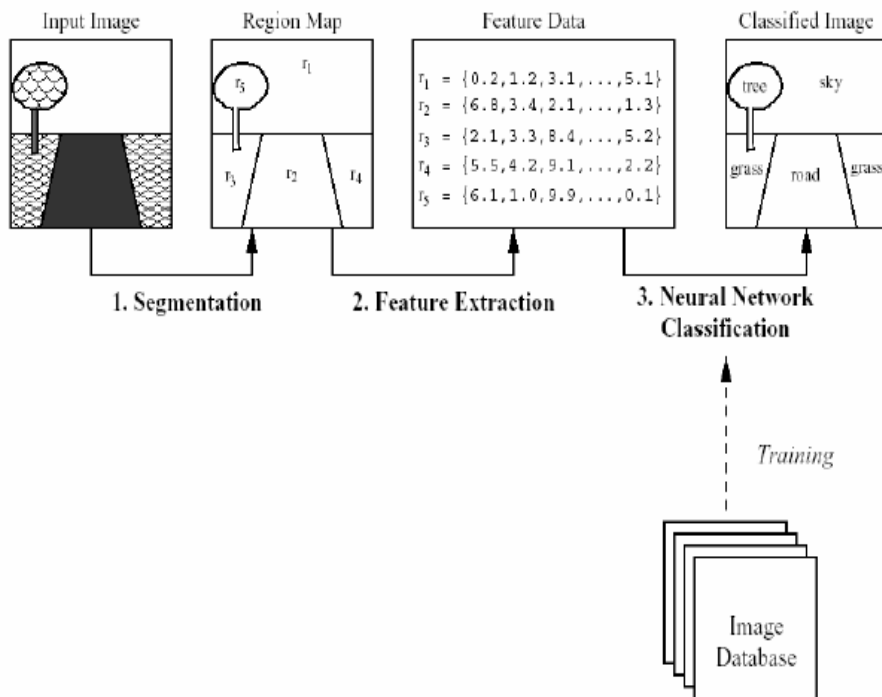 Input Image
Region Map
Feature Data
Classified Image
r5
r1
r3
r2
r4
r1 = {0.2,1.2,3.1,...,5.1}
r2 = {6.8,3.4,2.1,...,1.3}
r3 = {2.1,3.3,8.4,...,5.2}
r4 = {5.5,4.2,9.1,...,2.2}
r5 = {6.1,1.0,9.9,...,0.1}
tree
sky
grass
road
grass
1. Segmentation
2. Feature Extraction
3. Neural Network
Classification
Training
Image
Database